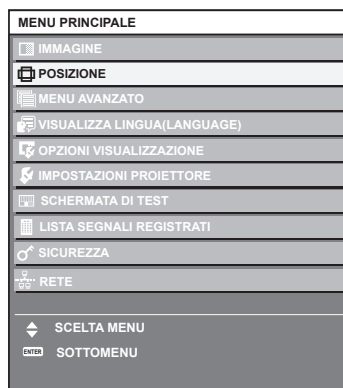 MENU PRINCIPALE
IMMAGINE
POSIZIONE
MENU AVANZATO
VISUALIZZA LINGUA(LANGUAGE)
OPZIONI VISUALIZZAZIONE
IMPOSTAZIONI PROIETTORE
SCHERMATA DI TEST
LISTA SEGNALI REGISTRATI
SICUREZZA
RETE
SCELTA MENU
ENTER SOTTOMENU